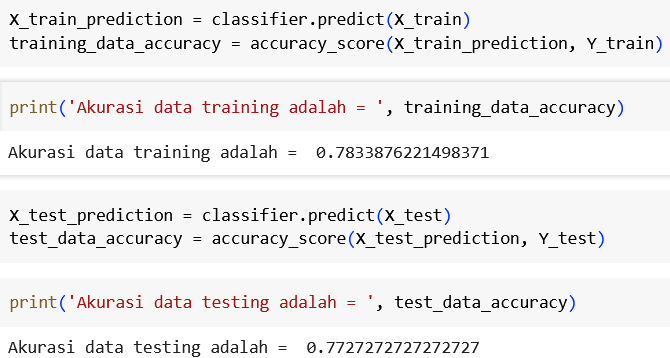 X_train_prediction = classifier.predict(X_train)
training_data_accuracy = accuracy_score(X_train_prediction, Y_train)
print('Akurasi data training adalah = ', training_data_accuracy)
Akurasi data training adalah =  0.7833876221498371
X_test_prediction = classifier.predict(X_test)
test_data_accuracy = accuracy_score(X_test_prediction, Y_test)
print('Akurasi data testing adalah = ', test_data_accuracy)
Akurasi data testing adalah =  0.7727272727272727